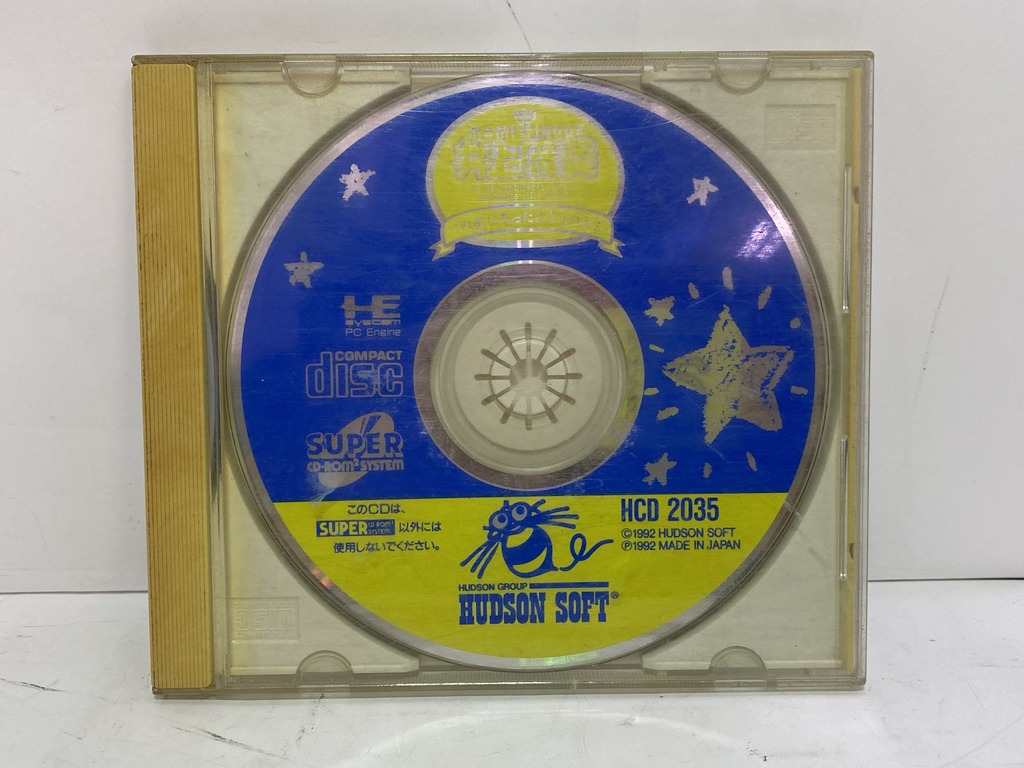 HE
system
PC Engine
COMPACT
disc
SUPER
CD-ROM² SYSTEM
このCDは、
SUPER CD-ROM² SYSTEM 以外には
使用しないでください。
HCD 2035
©1992 HUDSON SOFT
℗1992 MADE IN JAPAN
HUDSON GROUP
HUDSON SOFT®